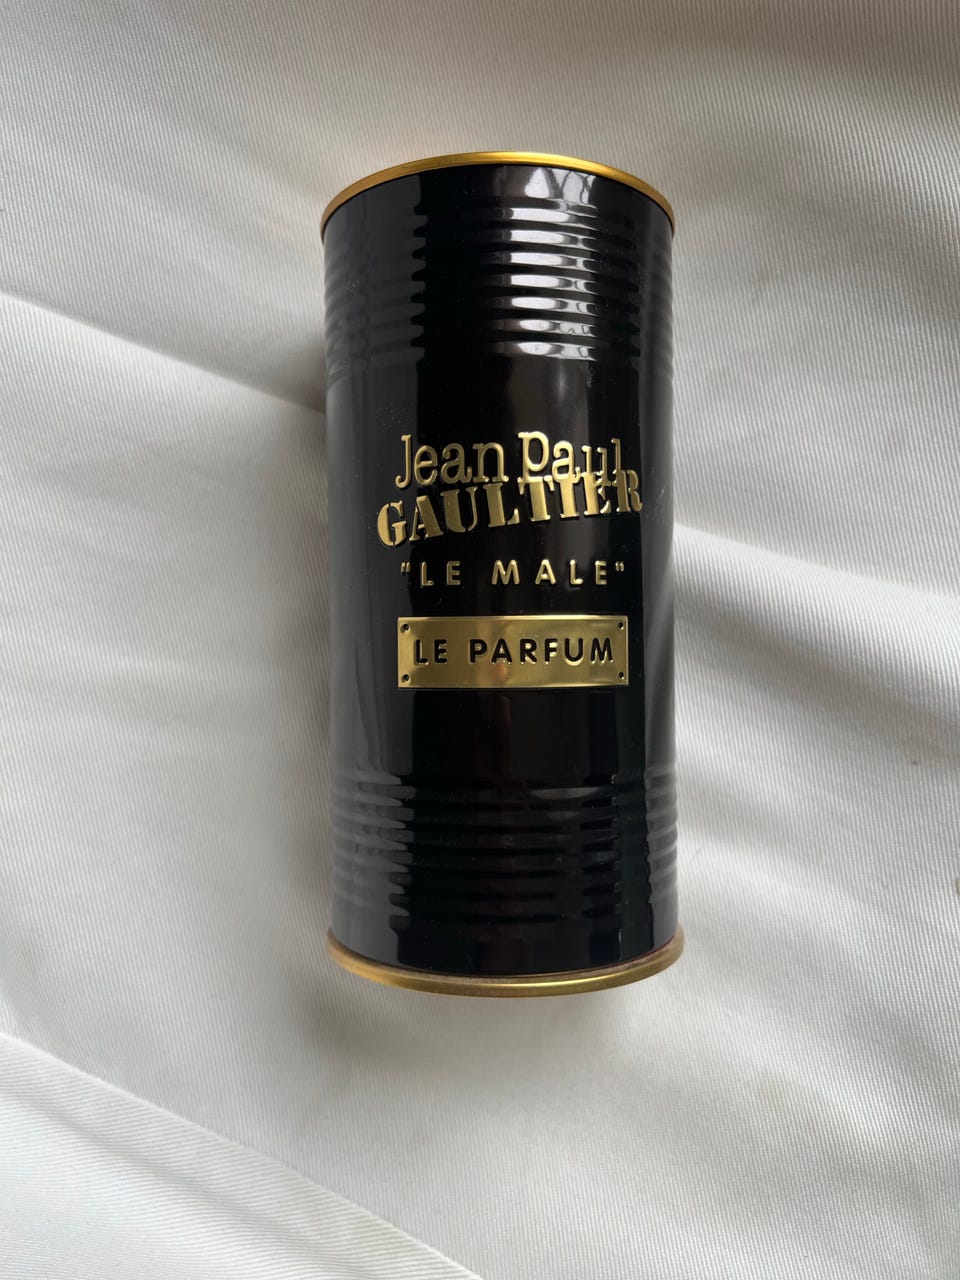 Jean Paul
GAULTIER
"LE MALE"
LE PARFUM